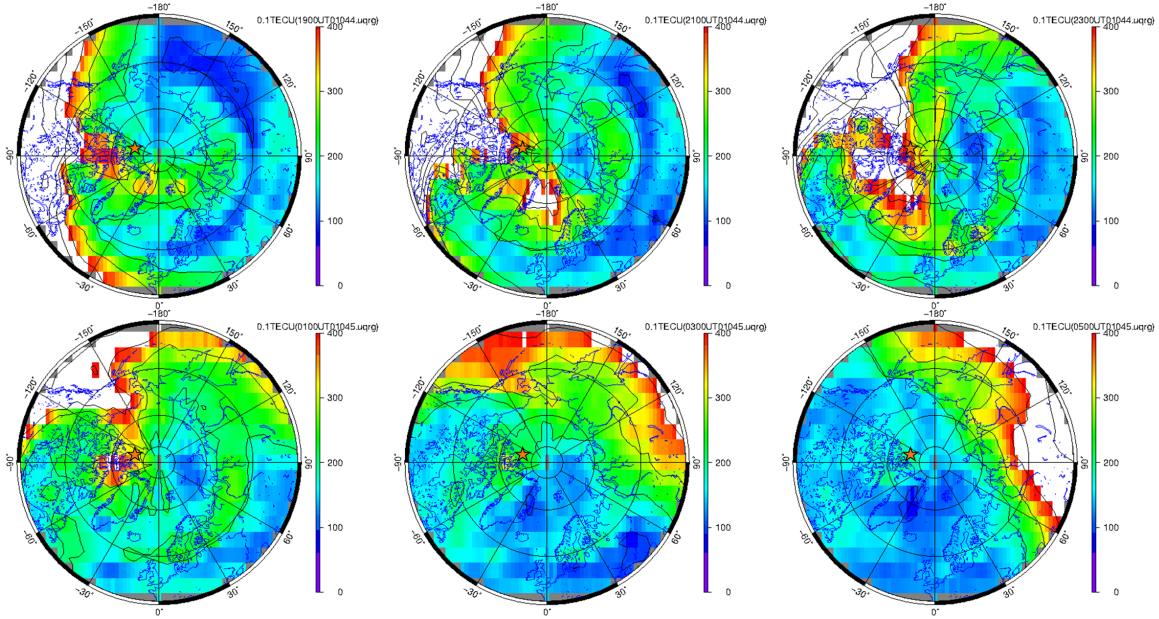 0.1TECU(1900UT01044.uqrg)
-180° 150° 120° 90° 60° 30° 0° -30° -60° -90° -120° -150°
400
300
200
100
0
0.1TECU(2100UT01044.uqrg)
-180° 150° 120° 90° 60° 30° 0° -30° -60° -90° -120° -150°
400
300
200
100
0
0.1TECU(2300UT01044.uqrg)
-180° 150° 120° 90° 60° 30° 0° -30° -60° -90° -120° -150°
400
300
200
100
0
0.1TECU(0100UT01045.uqrg)
-180° 150° 120° 90° 60° 30° 0° -30° -60° -90° -120° -150°
400
300
200
100
0
0.1TECU(0300UT01045.uqrg)
-180° 150° 120° 90° 60° 30° 0° -30° -60° -90° -120° -150°
400
300
200
100
0
0.1TECU(0500UT01045.uqrg)
-180° 150° 120° 90° 60° 30° 0° -30° -60° -90° -120° -150°
400
300
200
100
0